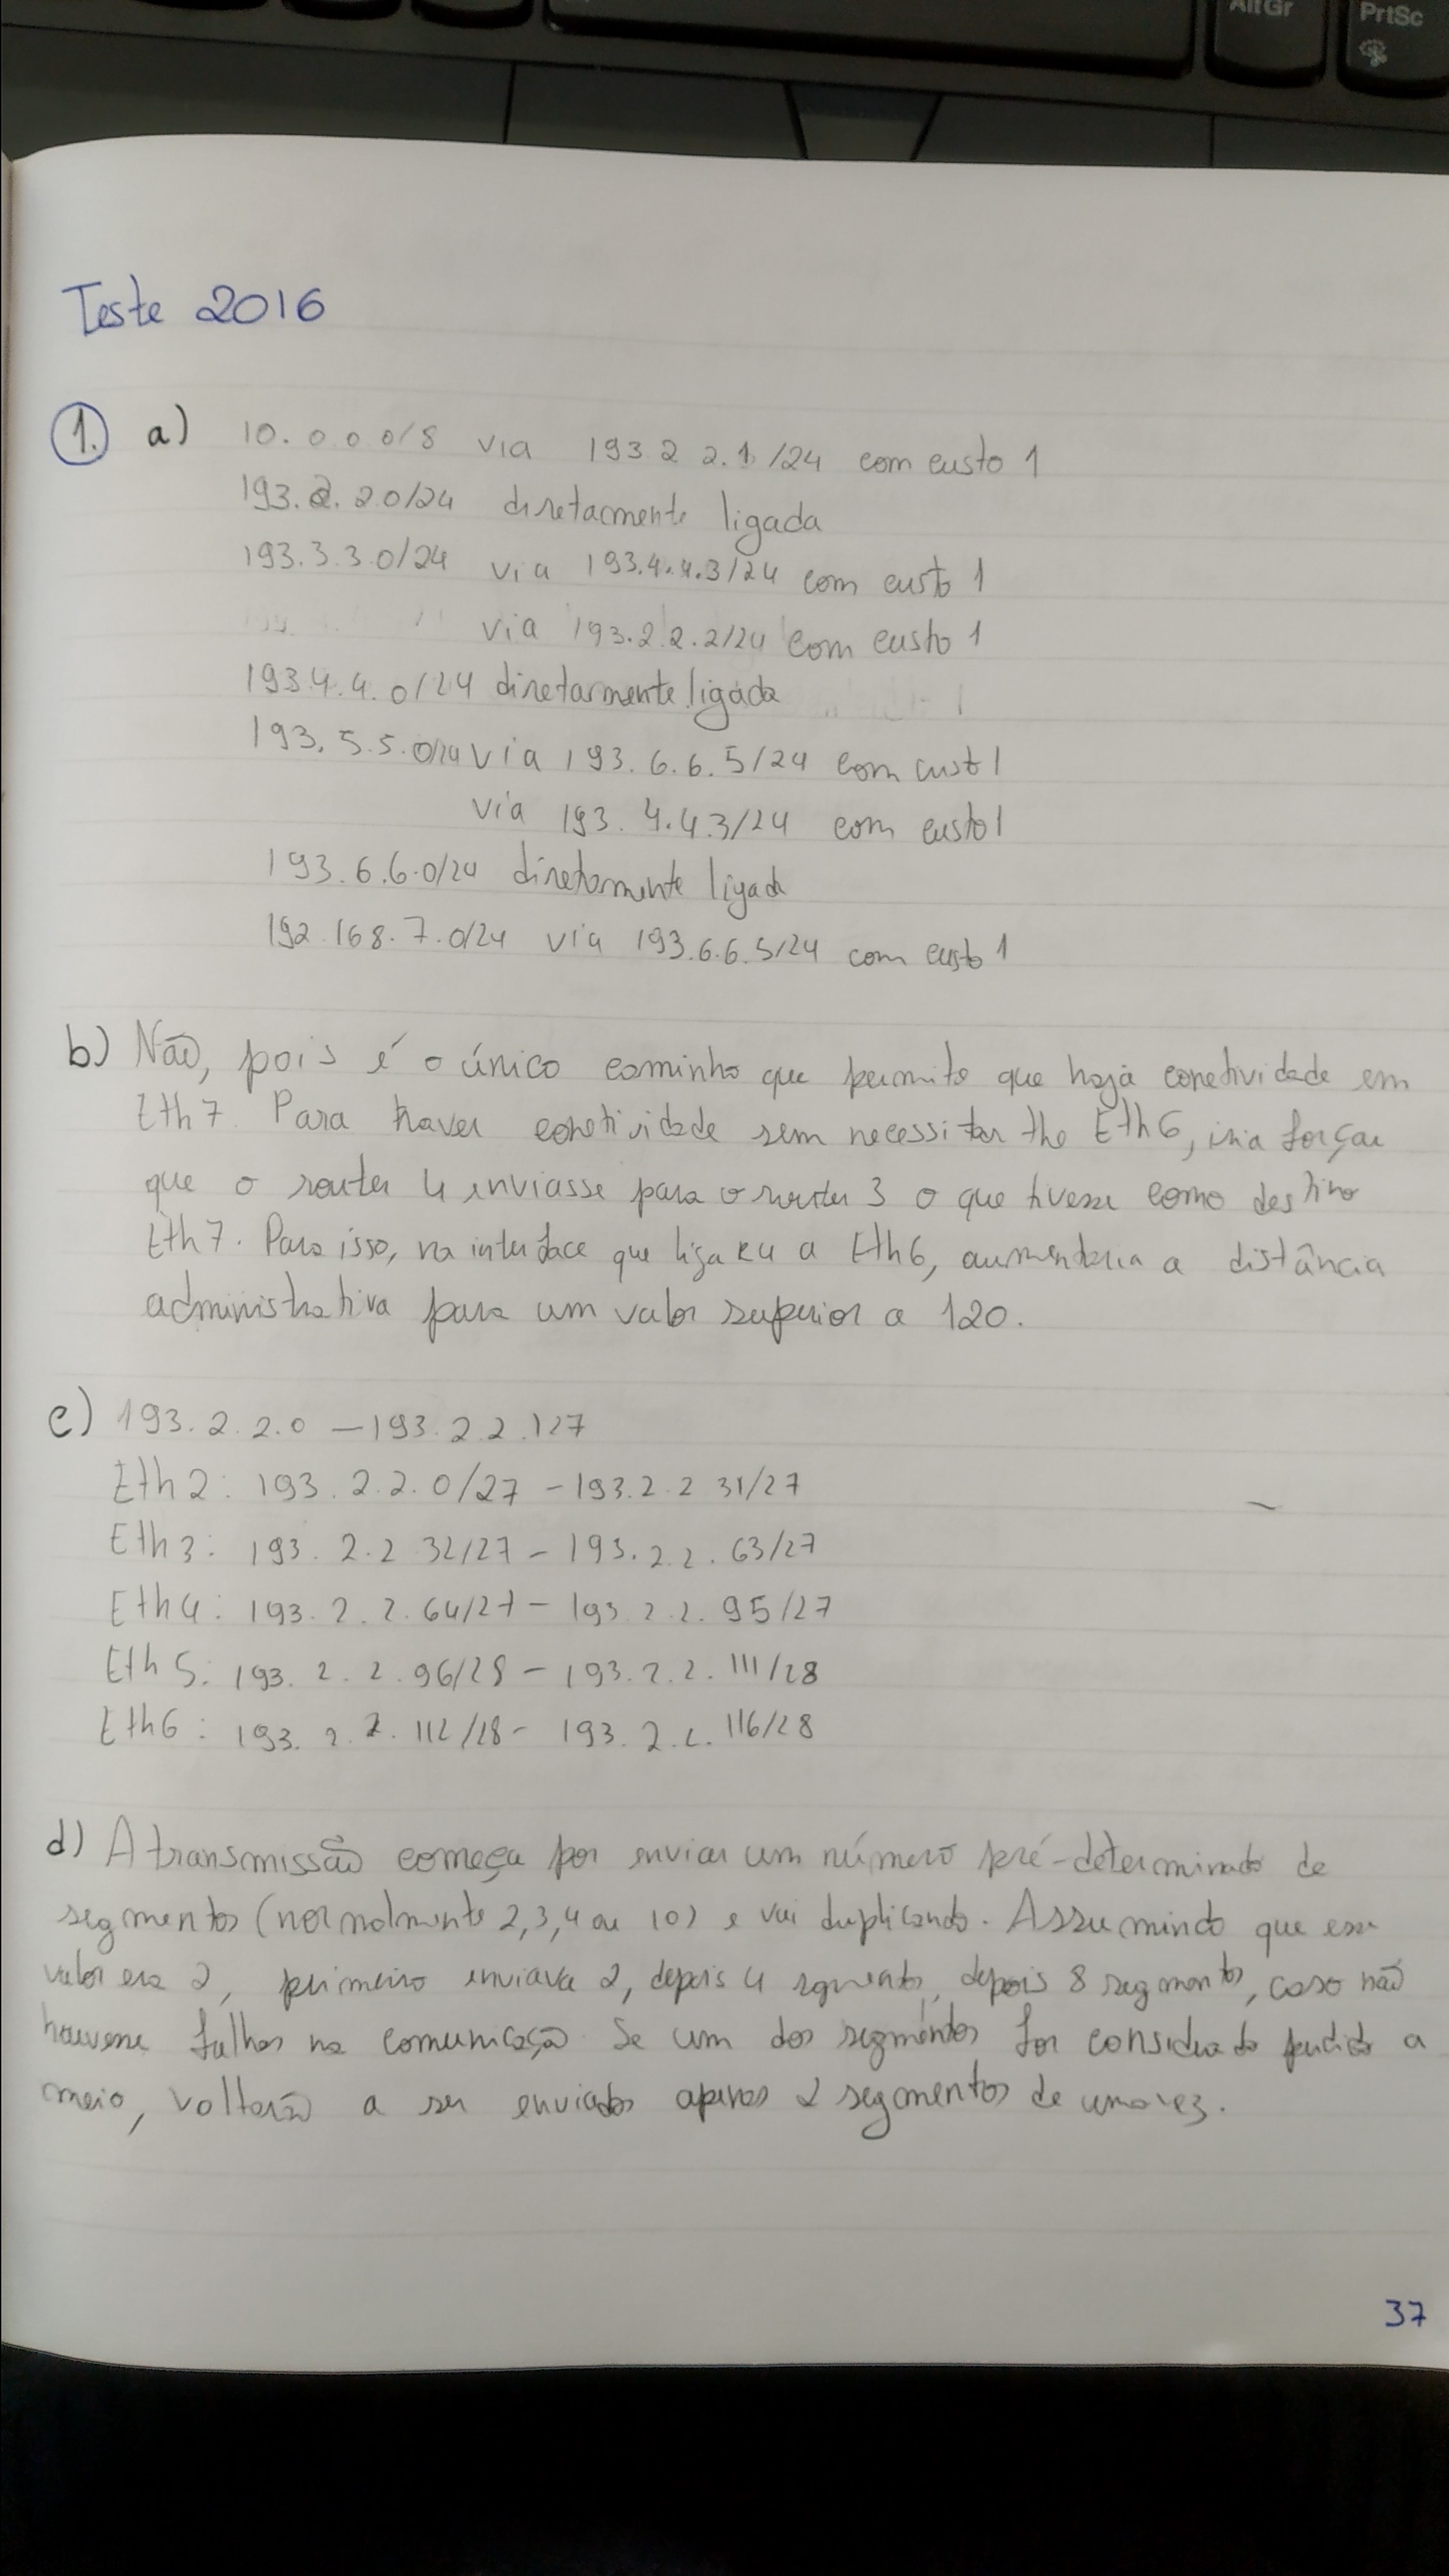 AltGr
PrtSc
Teste 2016
1. a) 10.0.0.0/8 via 193.2 2.1/24 com custo 1
193.2.2.0/24 diretamente ligada
193.3.3.0/24 via 193.4.4.3/24 com custo 1
via 193.2.2.2/24 com custo 1
193.4.4.0/24 diretamente ligada
193.5.5.0/24 via 193.6.6.5/24 com cust 1
via 193.4.4.3/24 com custo 1
193.6.6.0/24 diretamente ligada
192.168.7.0/24 via 193.6.6.5/24 com custo 1
b) Não, pois é o único caminho que permite que haja conetividade em
Eth7. Para haver conetividade sem necessitar the Eth6, iria forçar
que o router 4 enviasse para o router 3 o que tivesse como destino
Eth7. Para isso, na interface que liga R4 a Eth6, aumentaria a distância
administrativa para um valor superior a 120.
c) 193.2.2.0 – 193.2.2.127
Eth2: 193.2.2.0/27 – 193.2.2 31/27
Eth3: 193.2.2 32/27 – 193.2.2.63/27
Eth4: 193.2.2.64/27 – 193.2.2.95/27
Eth5: 193.2.2.96/28 – 193.2.2.111/28
Eth6: 193.2.2.112/28 – 193.2.2.116/28
d) A transmissão começa por enviar um número pré-determinado de
segmentos (normalmente 2,3,4 ou 10) e vai duplicando. Assumindo que esse
valor era 2, primeiro enviava 2, depois 4 segmentos, depois 8 segmentos, caso não
houvesse falhas na comunicação. Se um dos segmentos for considerado perdido a
meio, voltarão a ser enviados apenas 2 segmentos de uma vez.
37